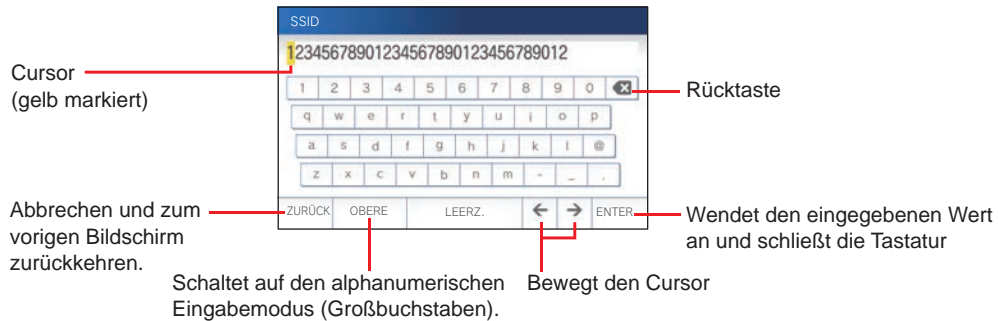 SSID
12345678901234567890123456789012
Cursor
(gelb markiert)
1 2 3 4 5 6 7 8 9 0
Rücktaste
q w e r t y u i o p
a s d f g h j k l @
z x c v b n m - _ .
ZURÜCK OBERE LEERZ. ← → ENTER
Abbrechen und zum
vorigen Bildschirm
zurückkehren.
Wendet den eingegebenen Wert
an und schließt die Tastatur
Schaltet auf den alphanumerischen
Eingabemodus (Großbuchstaben).
Bewegt den Cursor